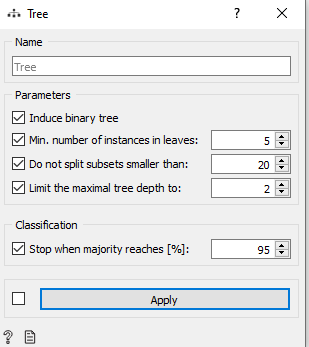 Tree ?
Name
Tree
Parameters
Induce binary tree
Min. number of instances in leaves: 5
Do not split subsets smaller than: 20
Limit the maximal tree depth to: 2
Classification
Stop when majority reaches [%]: 95
Apply
?